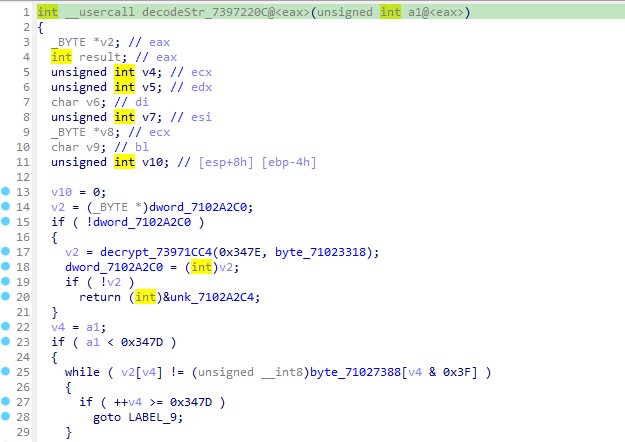 1 int __usercall decodeStr_7397220C@<eax>(unsigned int a1@<eax>)
2 {
3 _BYTE *v2; // eax
4 int result; // eax
5 unsigned int v4; // ecx
6 unsigned int v5; // edx
7 char v6; // di
8 unsigned int v7; // esi
9 _BYTE *v8; // ecx
10 char v9; // bl
11 unsigned int v10; // [esp+8h] [ebp-4h]
12
13 v10 = 0;
14 v2 = (_BYTE *)dword_7102A2C0;
15 if ( !dword_7102A2C0 )
16 {
17 v2 = decrypt_73971CC4(0x347E, byte_71023318);
18 dword_7102A2C0 = (int)v2;
19 if ( !v2 )
20 return (int)&unk_7102A2C4;
21 }
22 v4 = a1;
23 if ( a1 < 0x347D )
24 {
25 while ( v2[v4] != (unsigned __int8)byte_71027388[v4 & 0x3F] )
26 {
27 if ( ++v4 >= 0x347D )
28 goto LABEL_9;
29 }